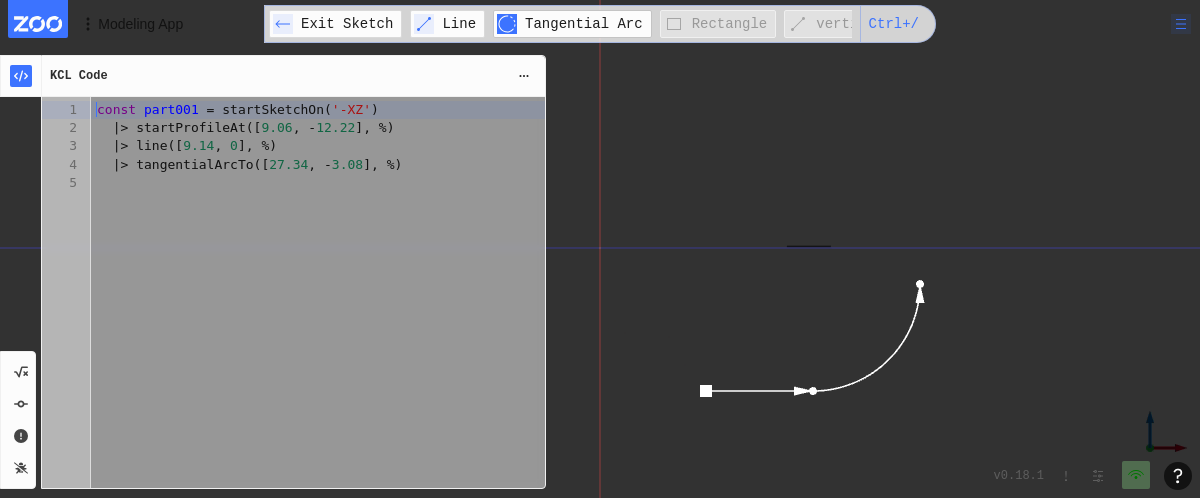 ZOO
Modeling App
Exit Sketch
Line
Tangential Arc
Rectangle
vert
Ctrl+/
KCL Code
...
1 const part001 = startSketchOn('-XZ')
2 |> startProfileAt([9.06, -12.22], %)
3 |> line([9.14, 0], %)
4 |> tangentialArcTo([27.34, -3.08], %)
5
v0.18.1
!
?